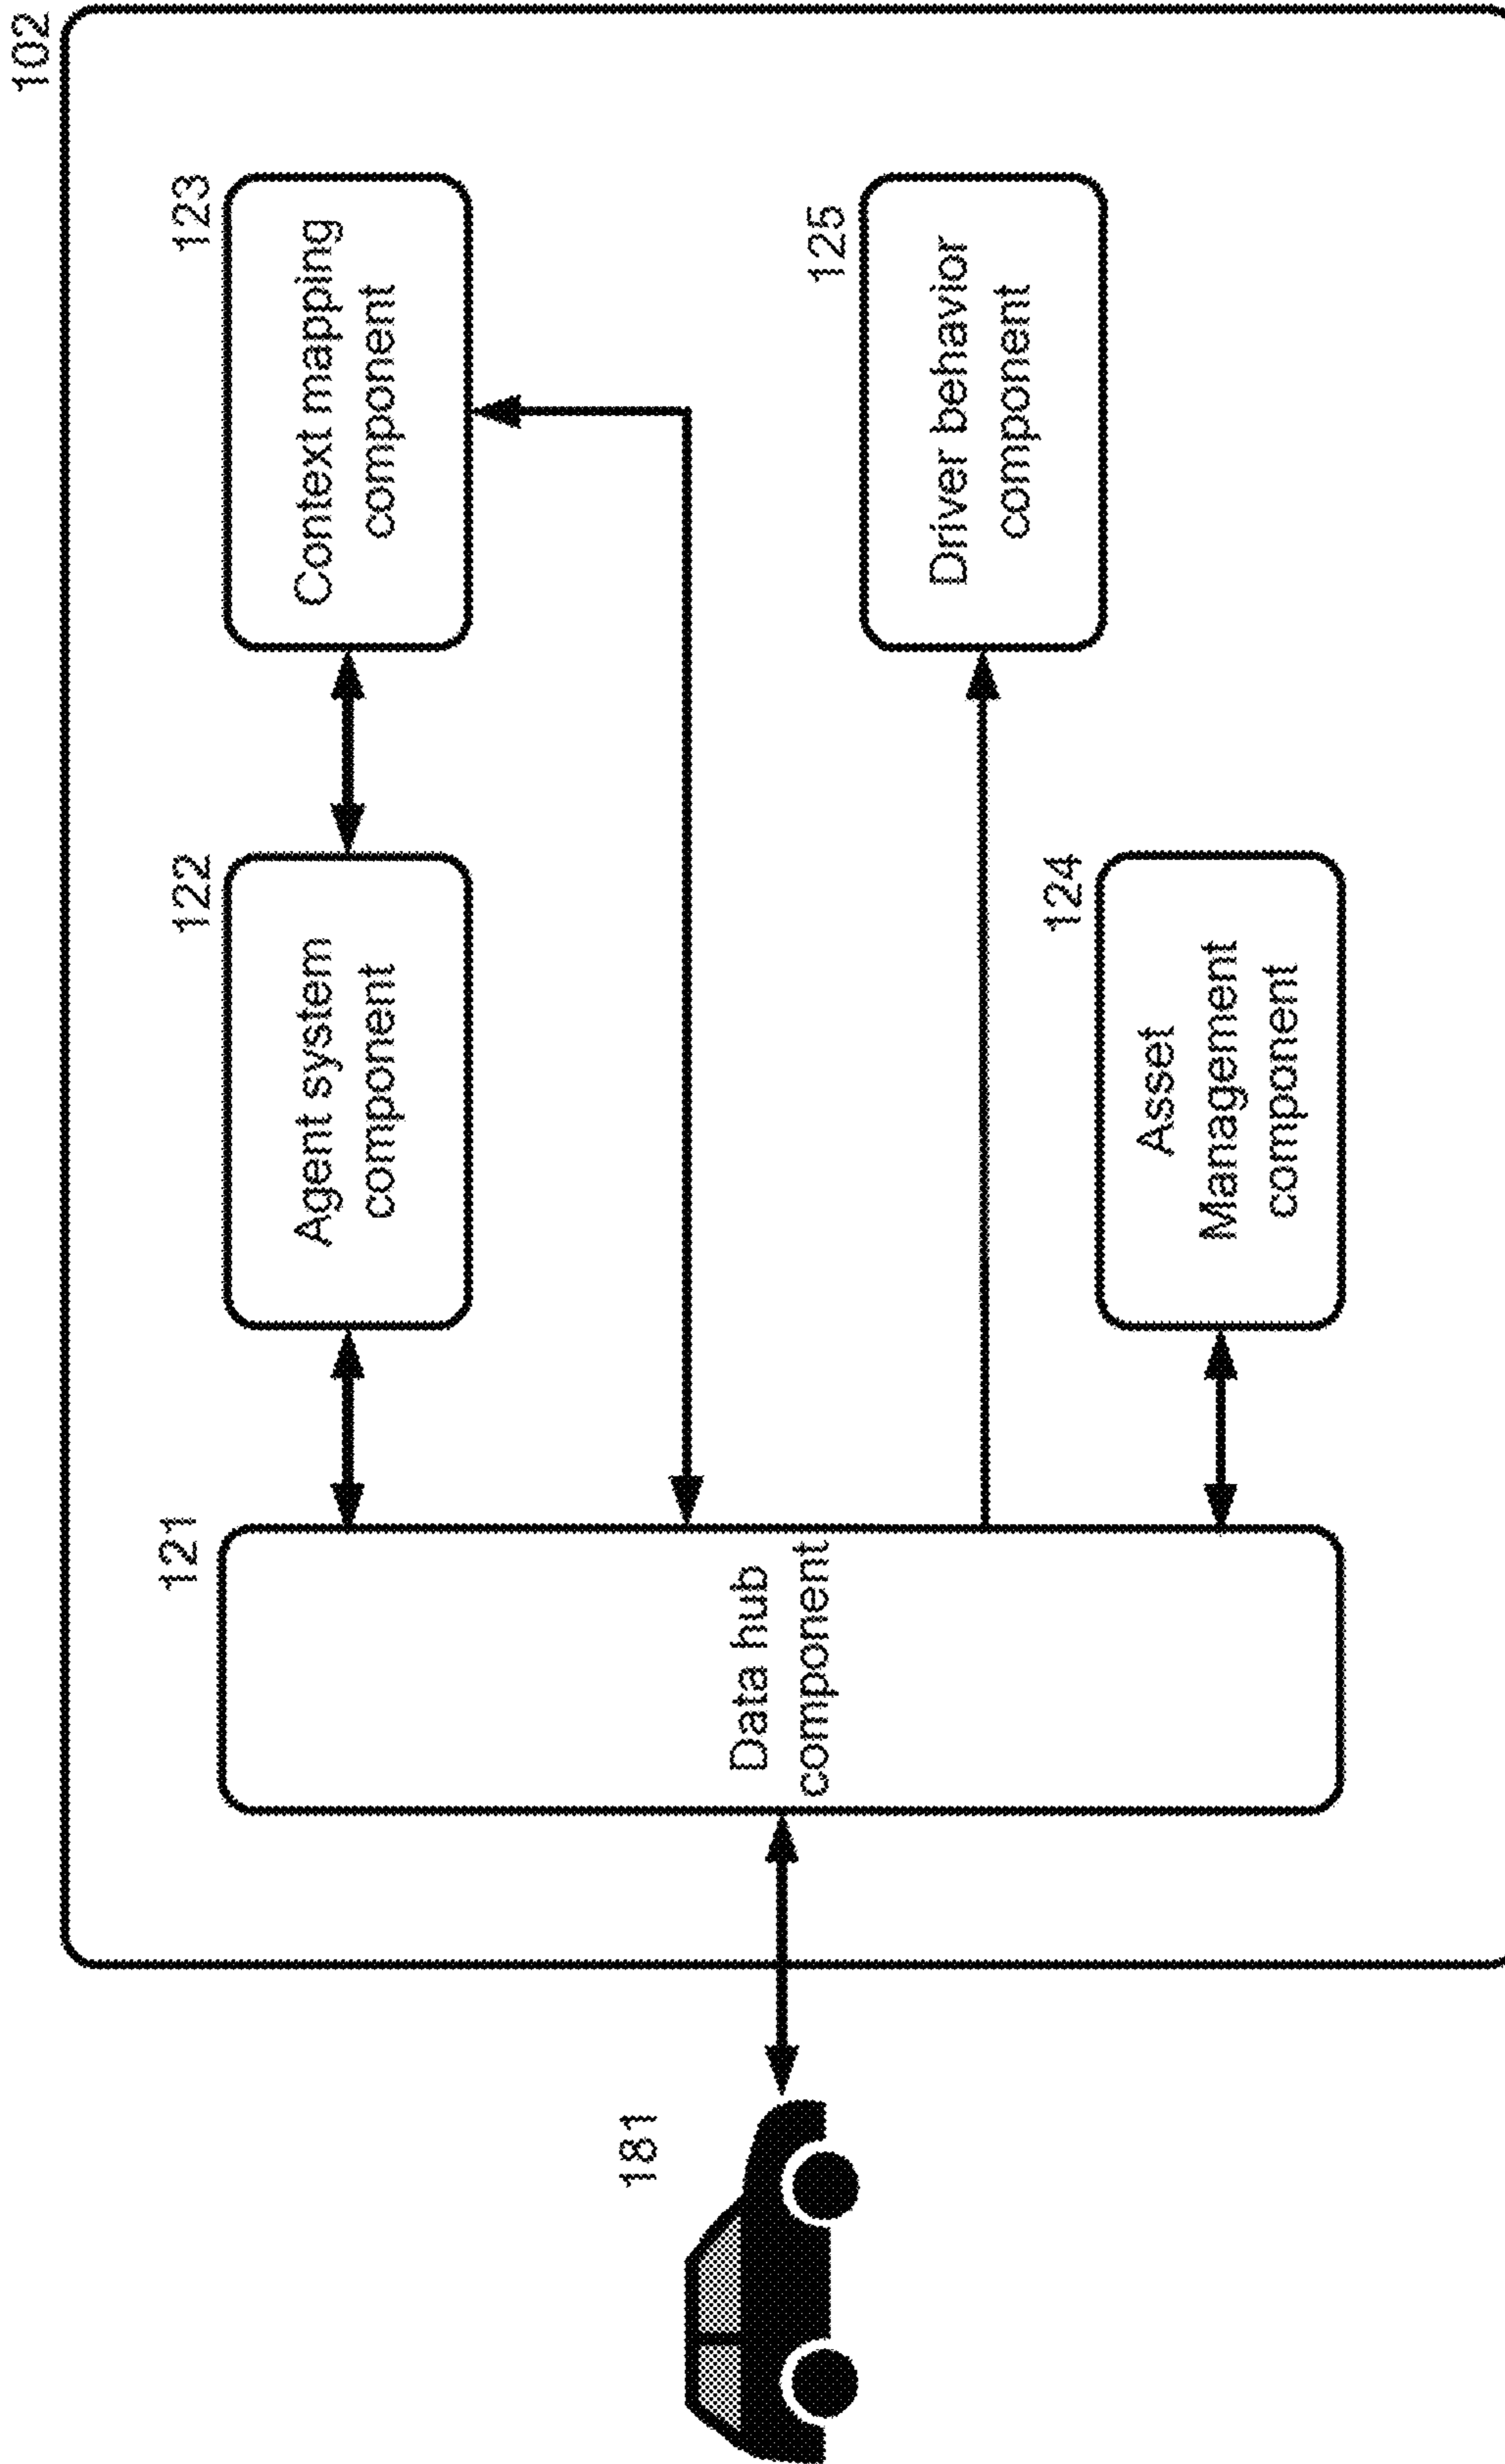 102
123
Context mapping
component
122
Agent system
component
121
Data hub
component
125
Driver behavior
component
124
Asset
Management
component
181